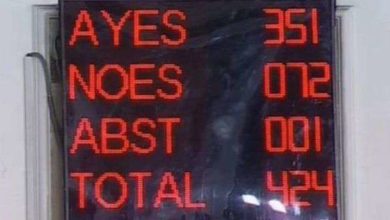 AYES 351
NOES 072
ABST 001
TOTAL 424